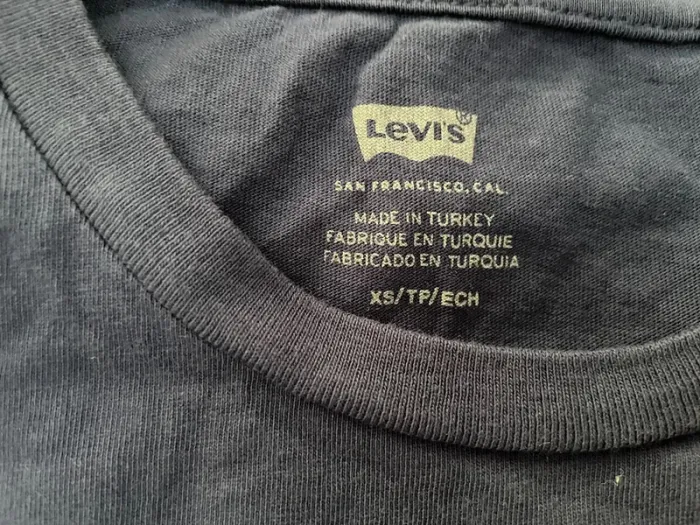 Levi's®
SAN FRANCISCO, CAL.
MADE IN TURKEY
FABRIQUE EN TURQUIE
FABRICADO EN TURQUIA
XS/TP/ECH